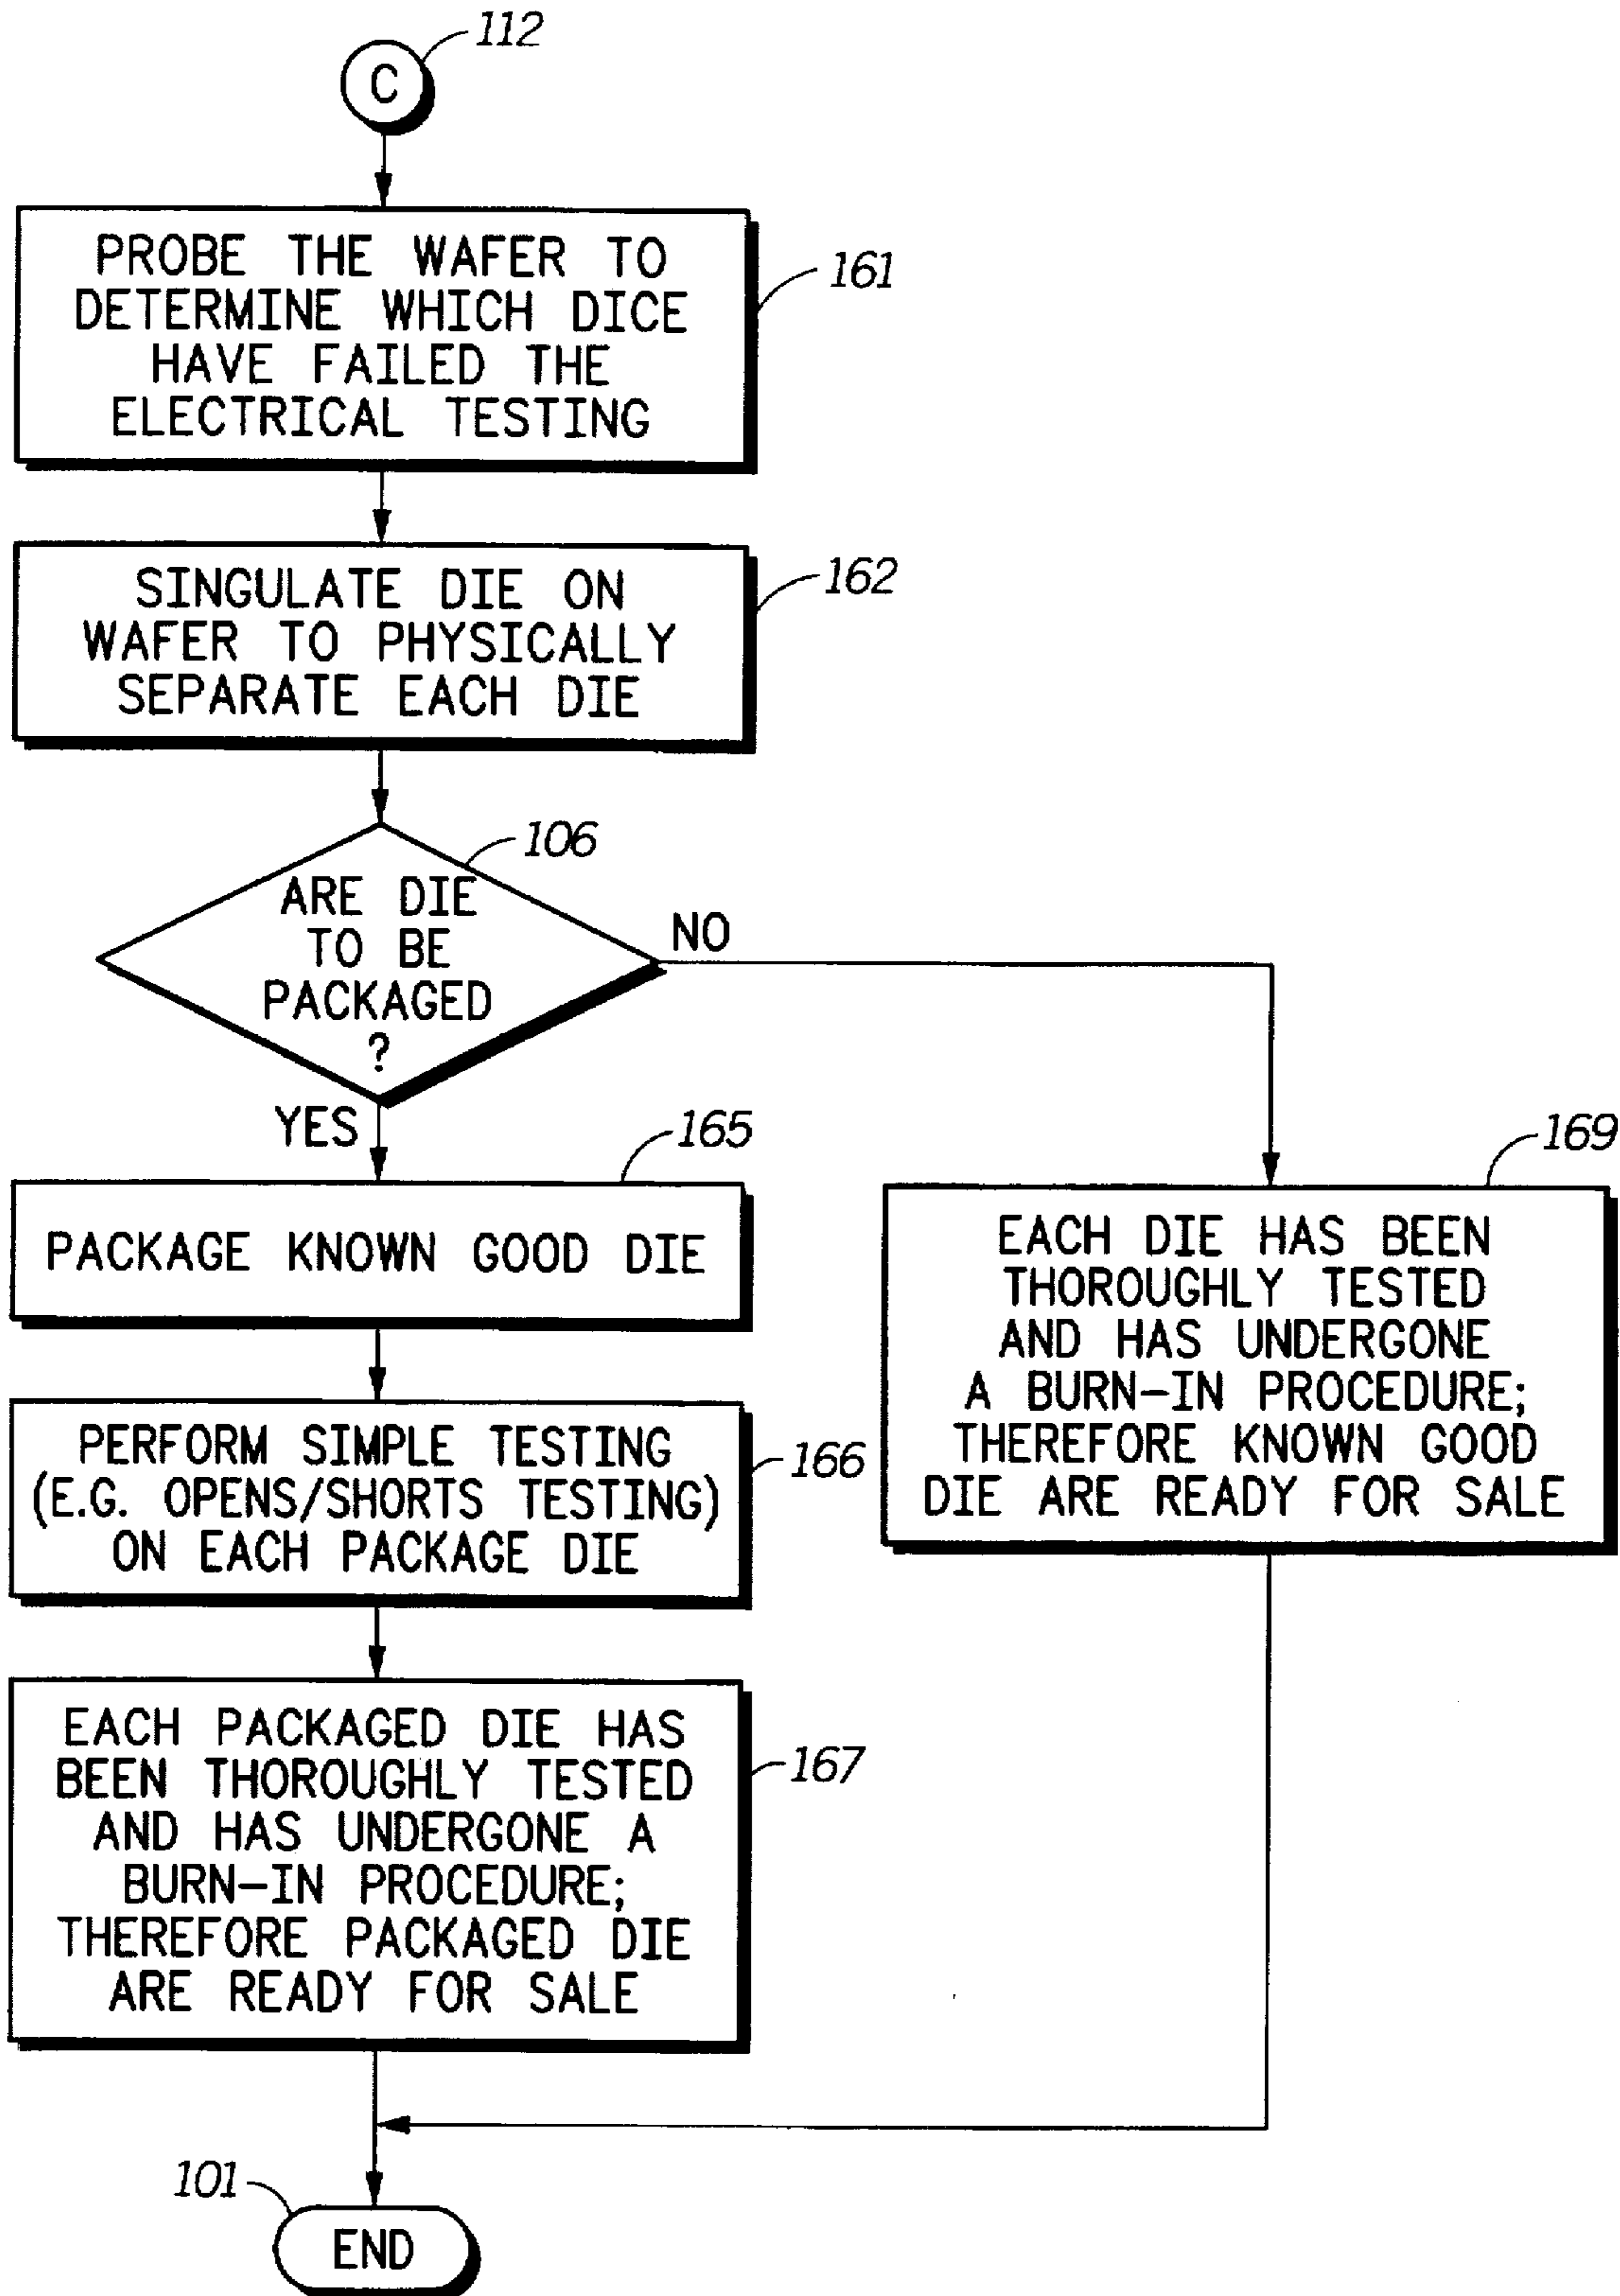 112
C
PROBE THE WAFER TO
DETERMINE WHICH DICE
HAVE FAILED THE
ELECTRICAL TESTING
161
SINGULATE DIE ON
WAFER TO PHYSICALLY
SEPARATE EACH DIE
162
106
ARE DIE
TO BE
PACKAGED
?
NO
YES
165
PACKAGE KNOWN GOOD DIE
PERFORM SIMPLE TESTING
(E.G. OPENS/SHORTS TESTING)
ON EACH PACKAGE DIE
166
EACH PACKAGED DIE HAS
BEEN THOROUGHLY TESTED
AND HAS UNDERGONE A
BURN-IN PROCEDURE;
THEREFORE PACKAGED DIE
ARE READY FOR SALE
167
169
EACH DIE HAS BEEN
THOROUGHLY TESTED
AND HAS UNDERGONE
A BURN-IN PROCEDURE;
THEREFORE KNOWN GOOD
DIE ARE READY FOR SALE
101
END